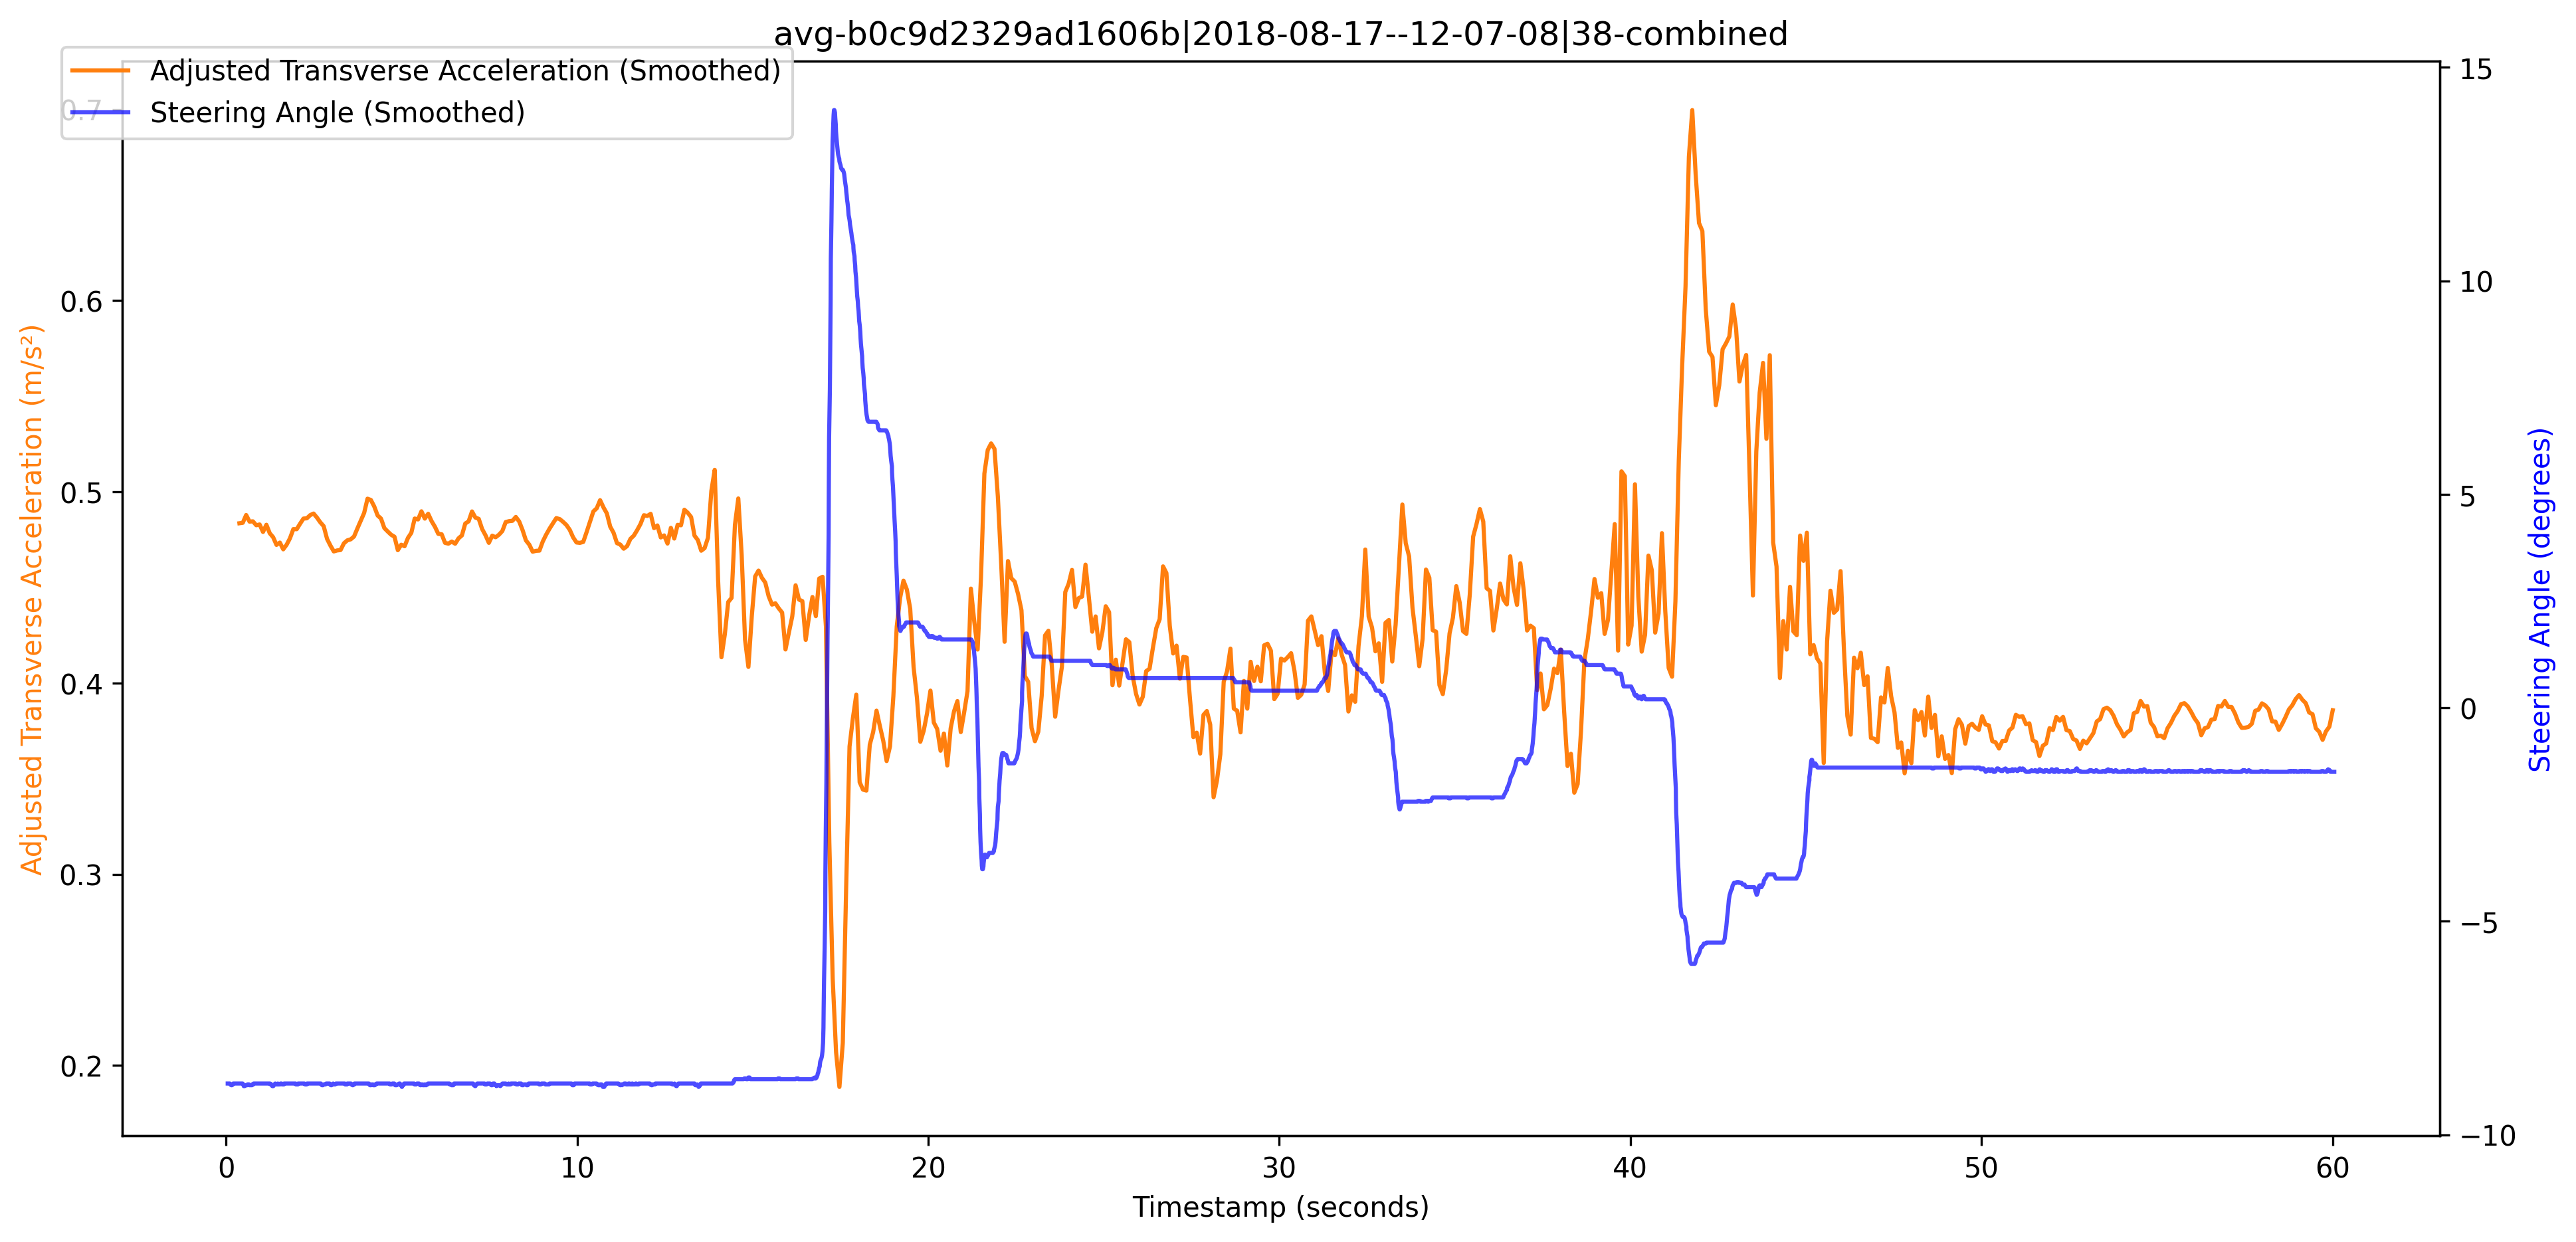 avg-b0c9d2329ad1606b|2018-08-17--12-07-08|38-combined
Adjusted Transverse Acceleration (Smoothed)
Steering Angle (Smoothed)
Adjusted Transverse Acceleration (m/s²)
0.7
0.6
0.5
0.4
0.3
0.2
15
10
5
0
−5
−10
Steering Angle (degrees)
0 10 20 30 40 50 60
Timestamp (seconds)